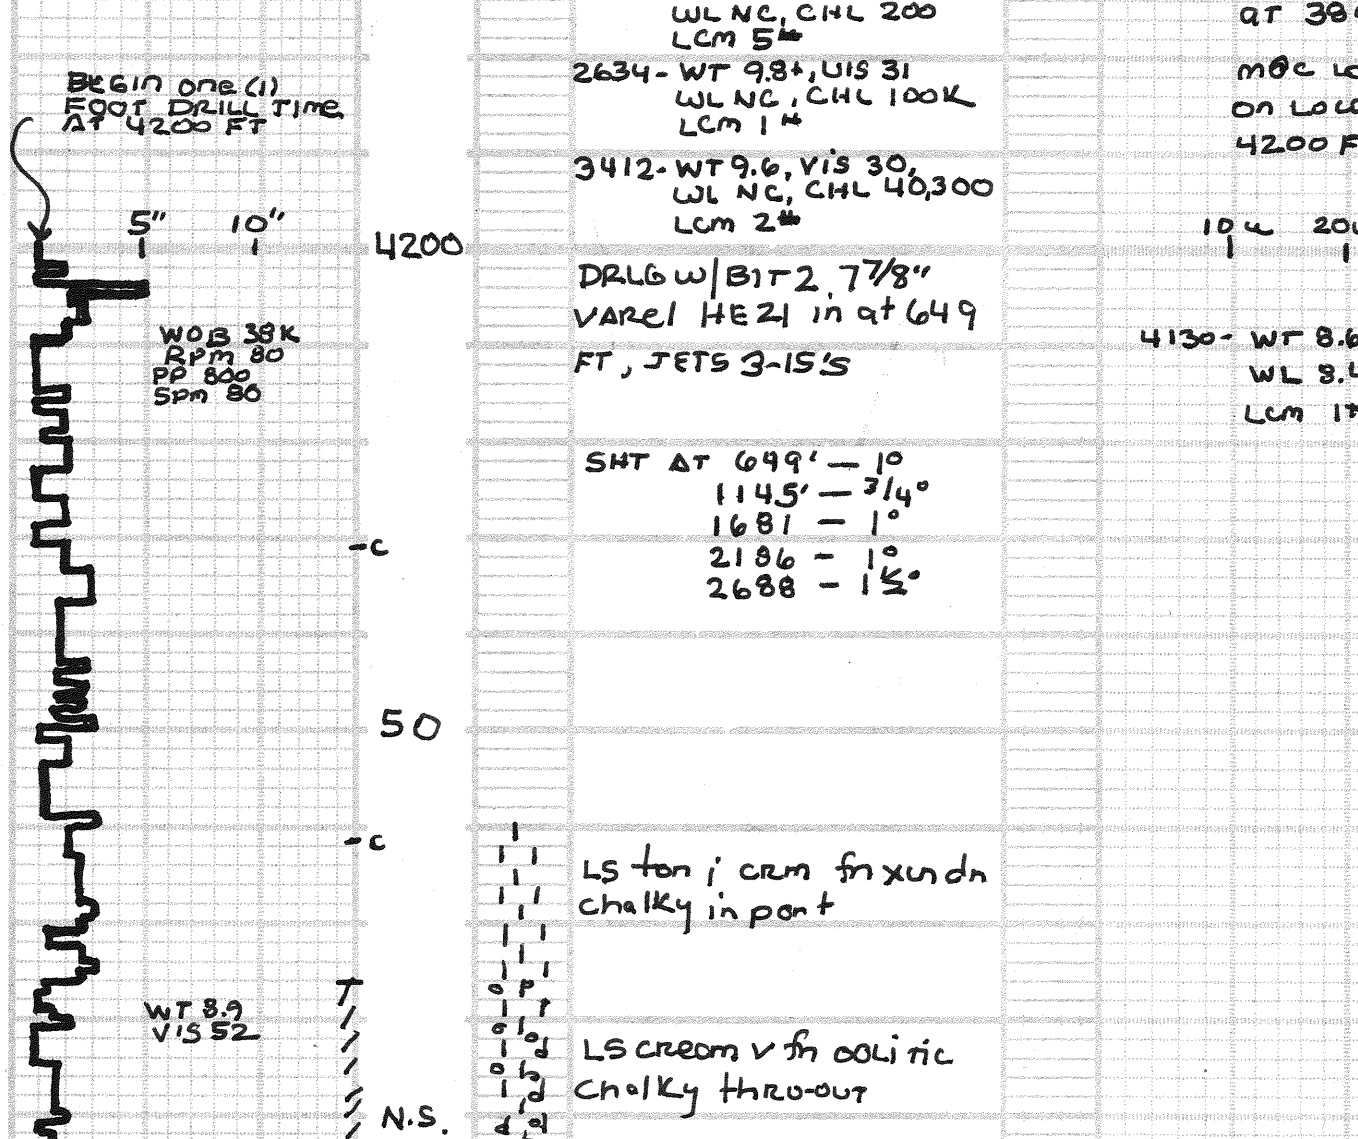 WL NC, CHL 200
LCM 5#
2634- WT 9.8+, VIS 31
WL NC, CHL 100K
LCM 1#
3412- WT 9.6, VIS 30,
WL NC, CHL 40,300
LCM 2#
BEGIN one (1)
FOOT DRILL TIME
AT 4200 FT
5" 10"
4200
DRLG W/BIT 2 7 7/8"
VAREL HE21 in at 649
FT, JETS 3-15's
WOB 38K
RPM 80
PP 800
SPM 80
SHT AT 649' — 1°
1145' — 3/4°
1681 — 1°
2186 — 1°
2688 — 1 1/2°
-C
50
-C
LS tan j crm fn xln dn
chalky in part
WT 8.9
VIS 52
LS cream v fn oolitic
chalky thru-out
N.S.
at 38
on LOC
4200 F
10 u 20u
4130- WT 8.6
WL 8.4
LCM 1#